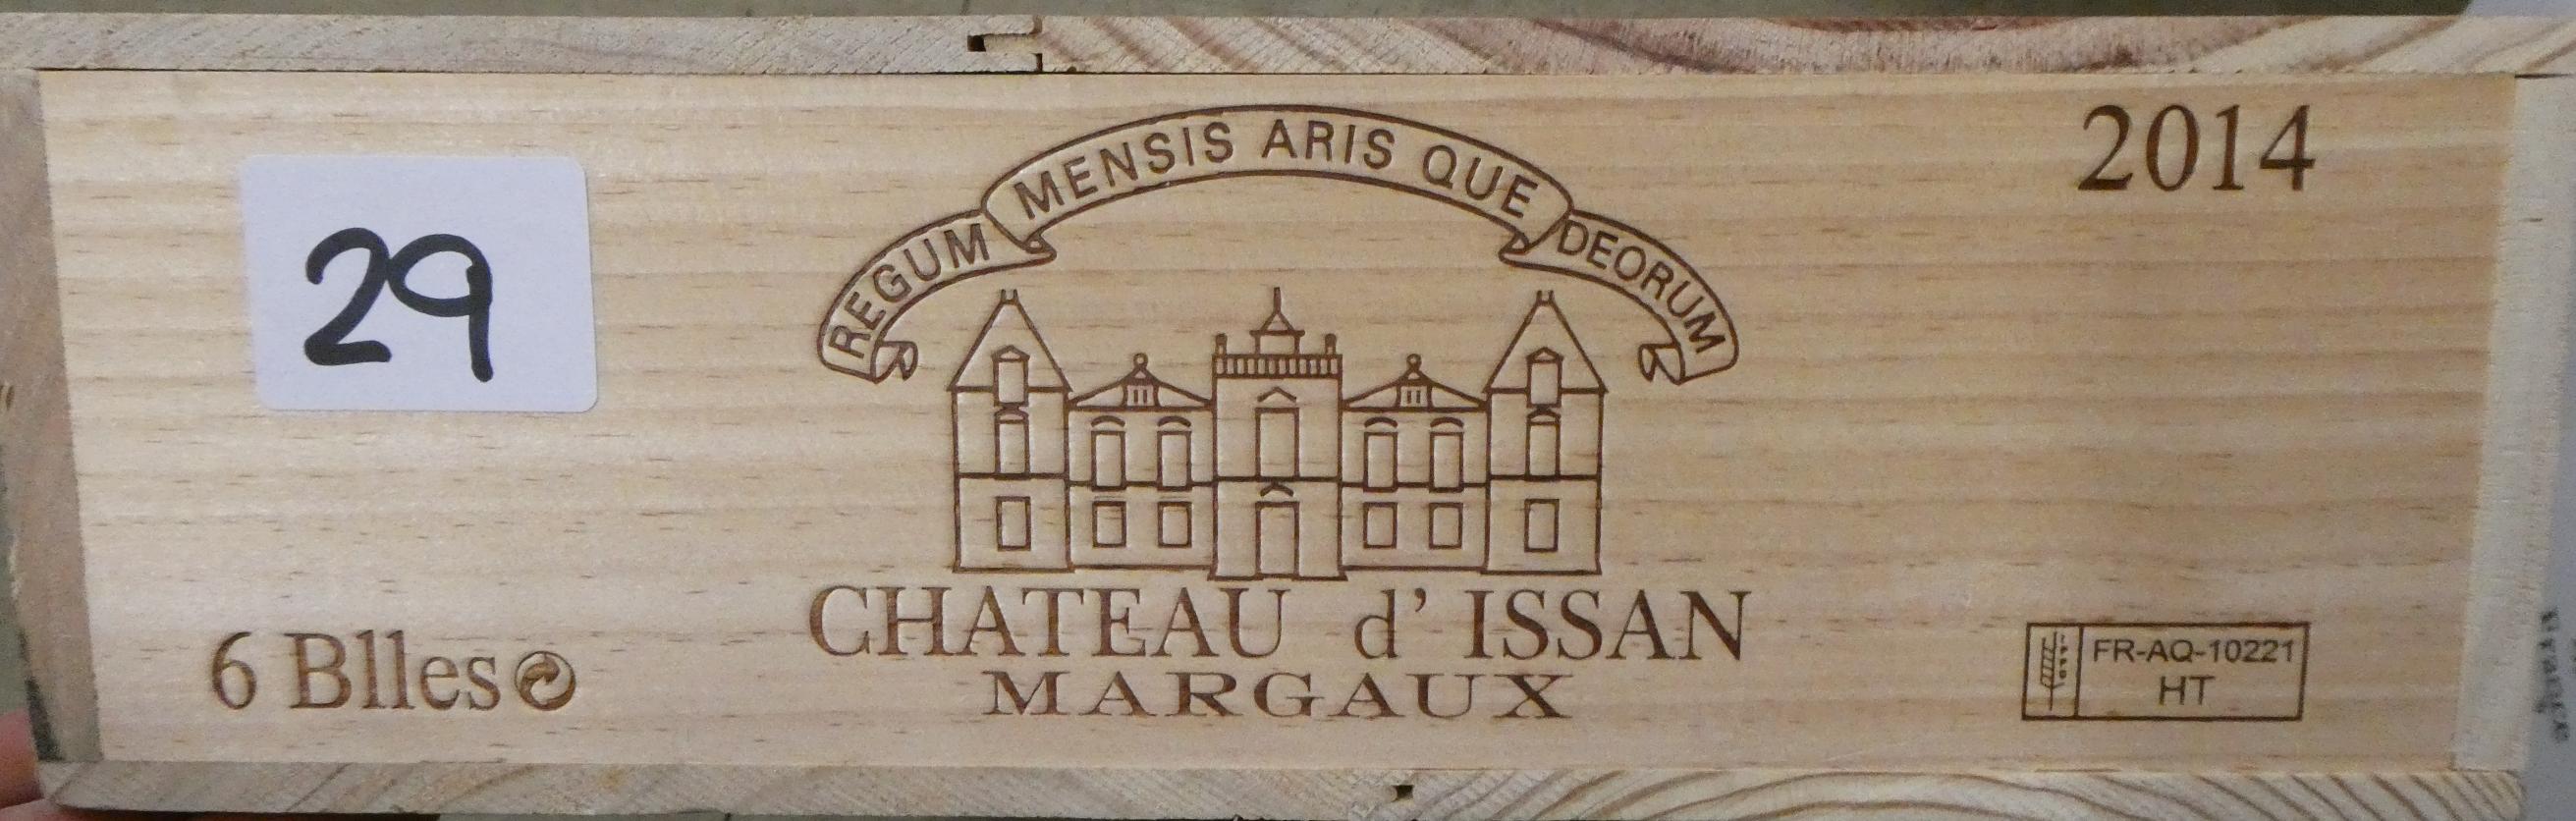 2014
REGUM MENSIS ARIS QUE DEORUM
29
CHATEAU d' ISSAN
MARGAUX
6 Blles
FR-AQ-10221
HT